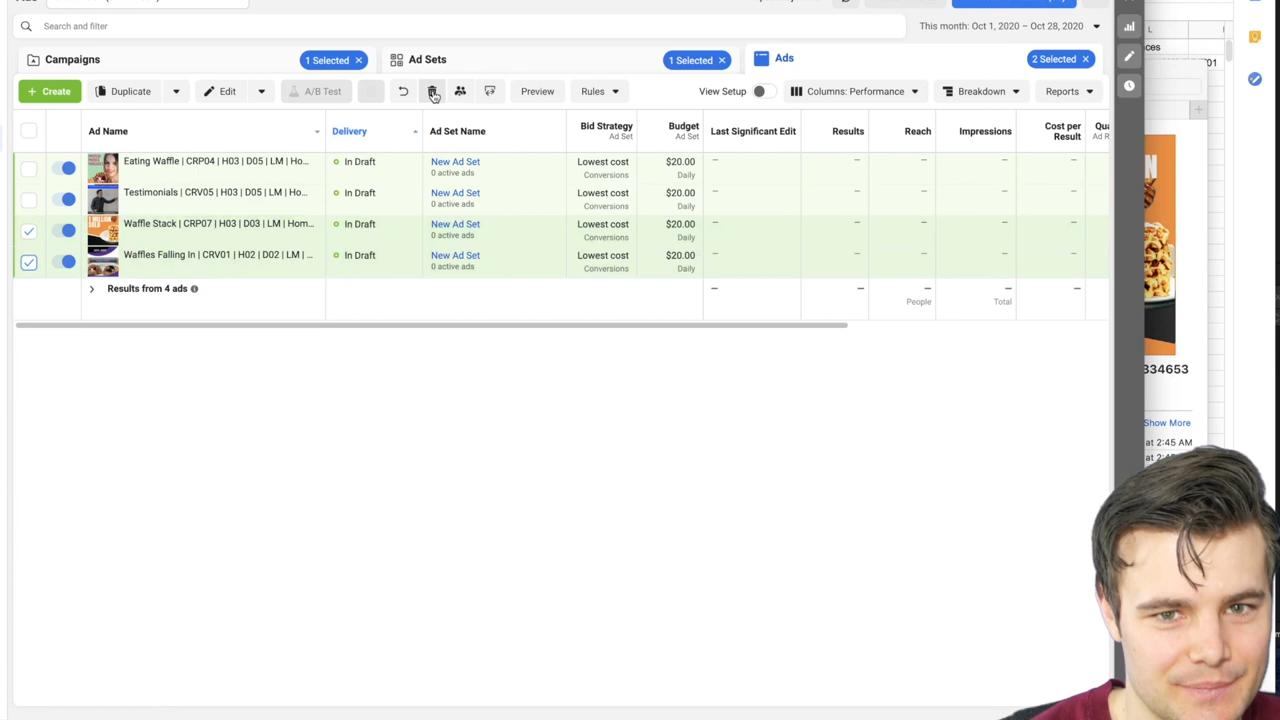 Search and filter
This month: Oct 1, 2020 – Oct 28, 2020
Campaigns
1 Selected ×
Ad Sets
1 Selected ×
Ads
2 Selected ×
+ Create
Duplicate
Edit
A/B Test
Preview
Rules
View Setup
Columns: Performance
Breakdown
Reports
Ad Name
Delivery
Ad Set Name
Bid Strategy
Ad Set
Budget
Ad Set
Last Significant Edit
Results
Reach
Impressions
Cost per
Result
Eating Waffle | CRP04 | H03 | D05 | LM | Ho...
In Draft
New Ad Set
0 active ads
Lowest cost
Conversions
$20.00
Daily
– – – – –
Testimonials | CRV05 | H03 | D05 | LM | Ho...
In Draft
New Ad Set
0 active ads
Lowest cost
Conversions
$20.00
Daily
– – – – –
Waffle Stack | CRP07 | H03 | D03 | LM | Hom...
In Draft
New Ad Set
0 active ads
Lowest cost
Conversions
$20.00
Daily
– – – – –
Waffles Falling In | CRV01 | H02 | D02 | LM | ...
In Draft
New Ad Set
0 active ads
Lowest cost
Conversions
$20.00
Daily
– – – – –
Results from 4 ads
– – – – –
People
Total
L
ces
01
334653
Show More
at 2:45 AM